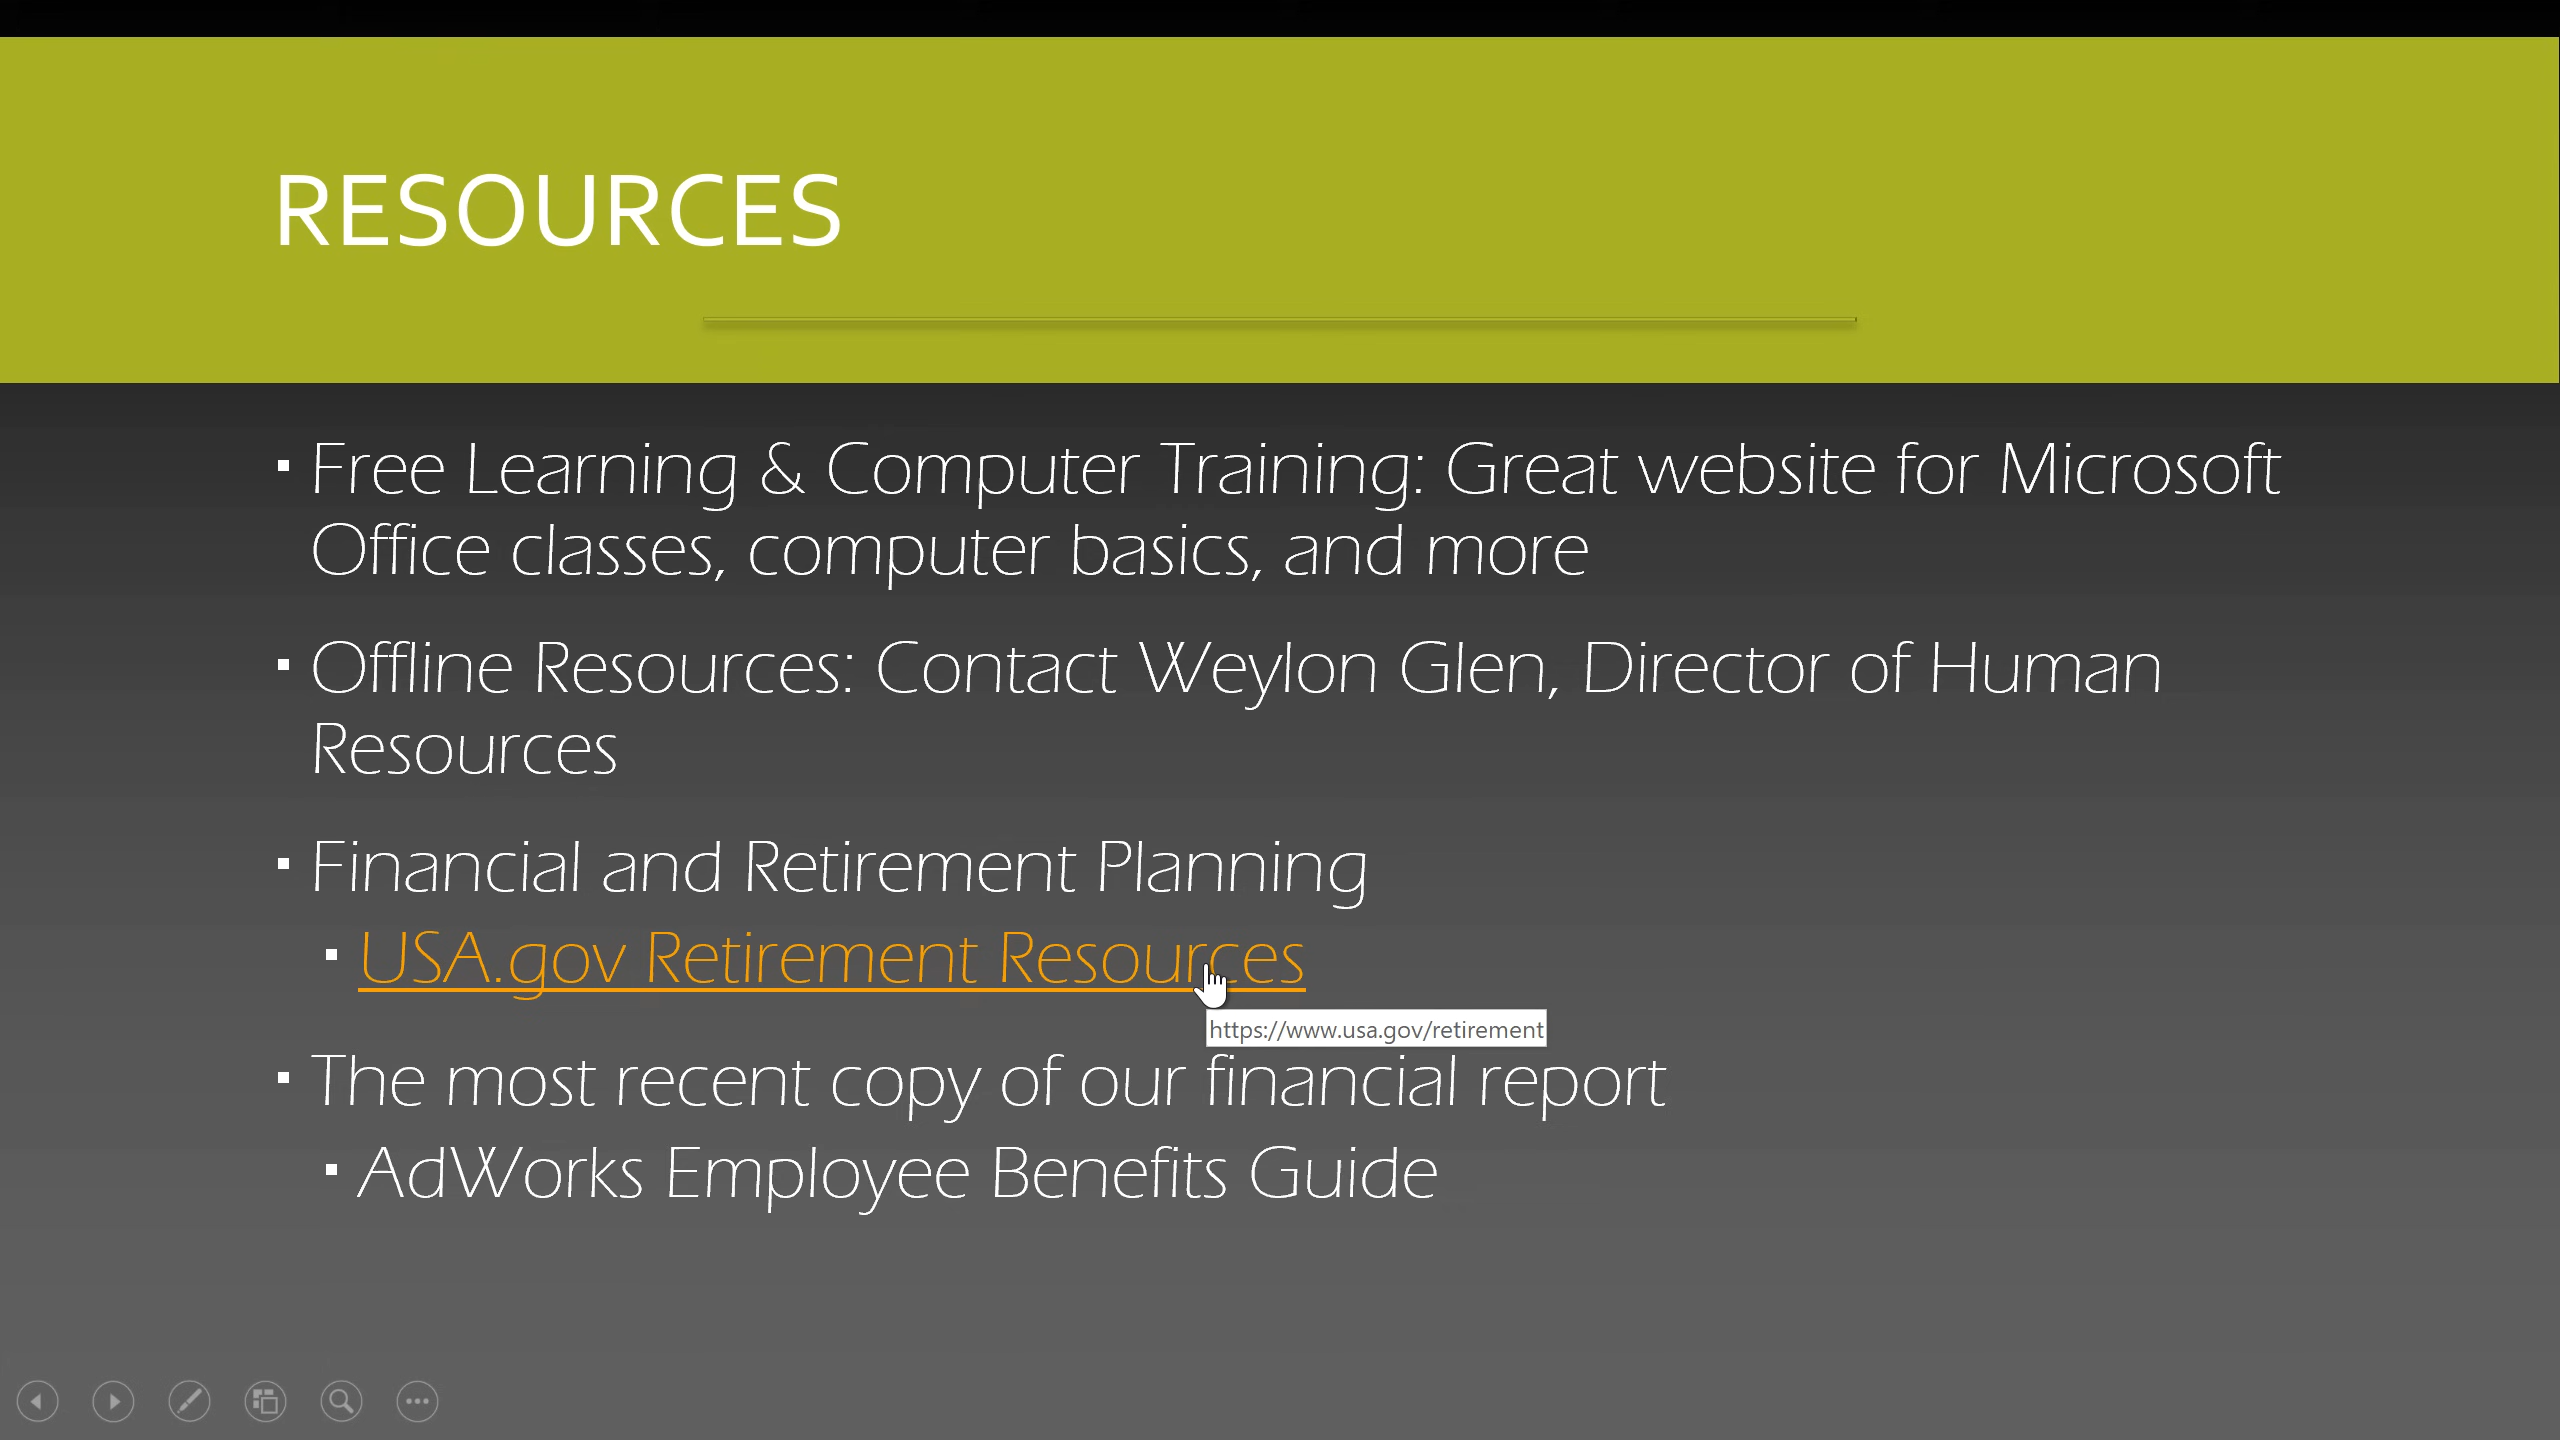 RESOURCES
▪ Free Learning & Computer Training: Great website for Microsoft
Office classes, computer basics, and more
▪ Offline Resources: Contact Weylon Glen, Director of Human
Resources
▪ Financial and Retirement Planning
▪ USA.gov Retirement Resources
https://www.usa.gov/retirement
▪ The most recent copy of our financial report
▪ AdWorks Employee Benefits Guide